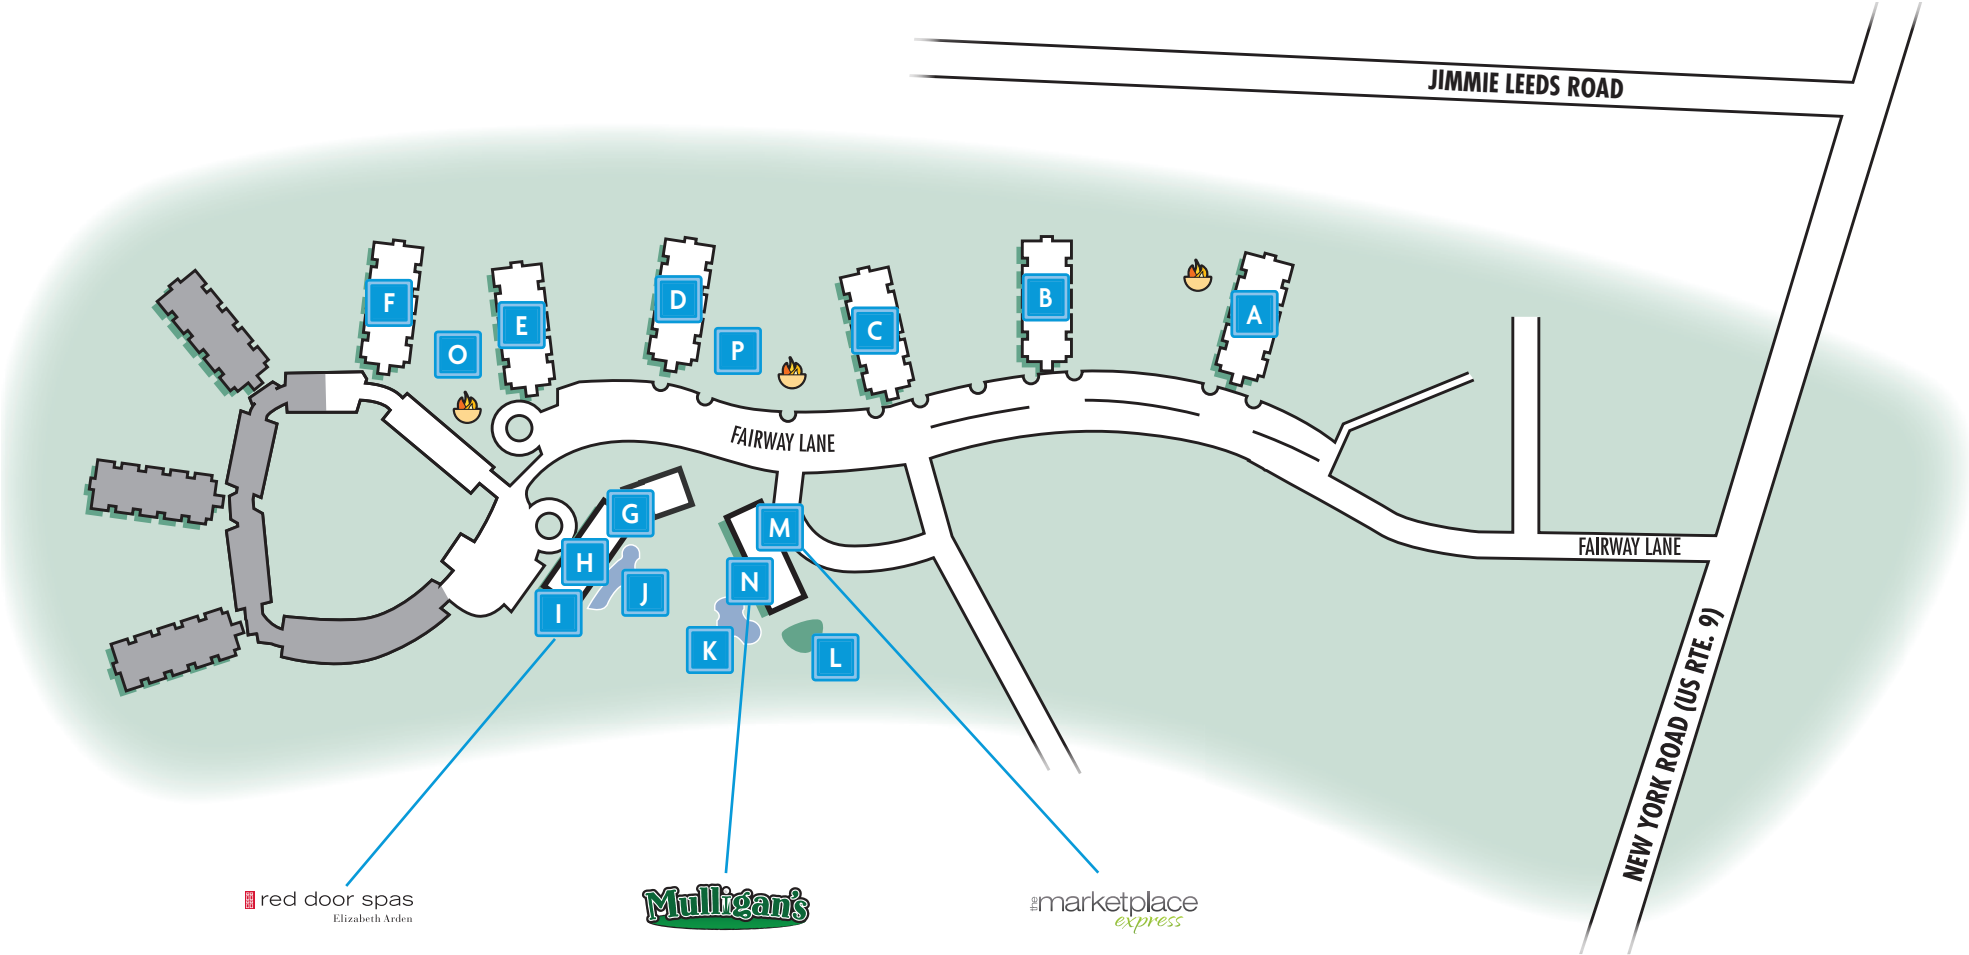 JIMMIE LEEDS ROAD
F
E
D
C
B
A
O
P
FAIRWAY LANE
G
M
H
J
N
I
K
L
FAIRWAY LANE
NEW YORK ROAD (US RTE. 9)
red door spas
Elizabeth Arden
Mulligan's
the marketplace
express